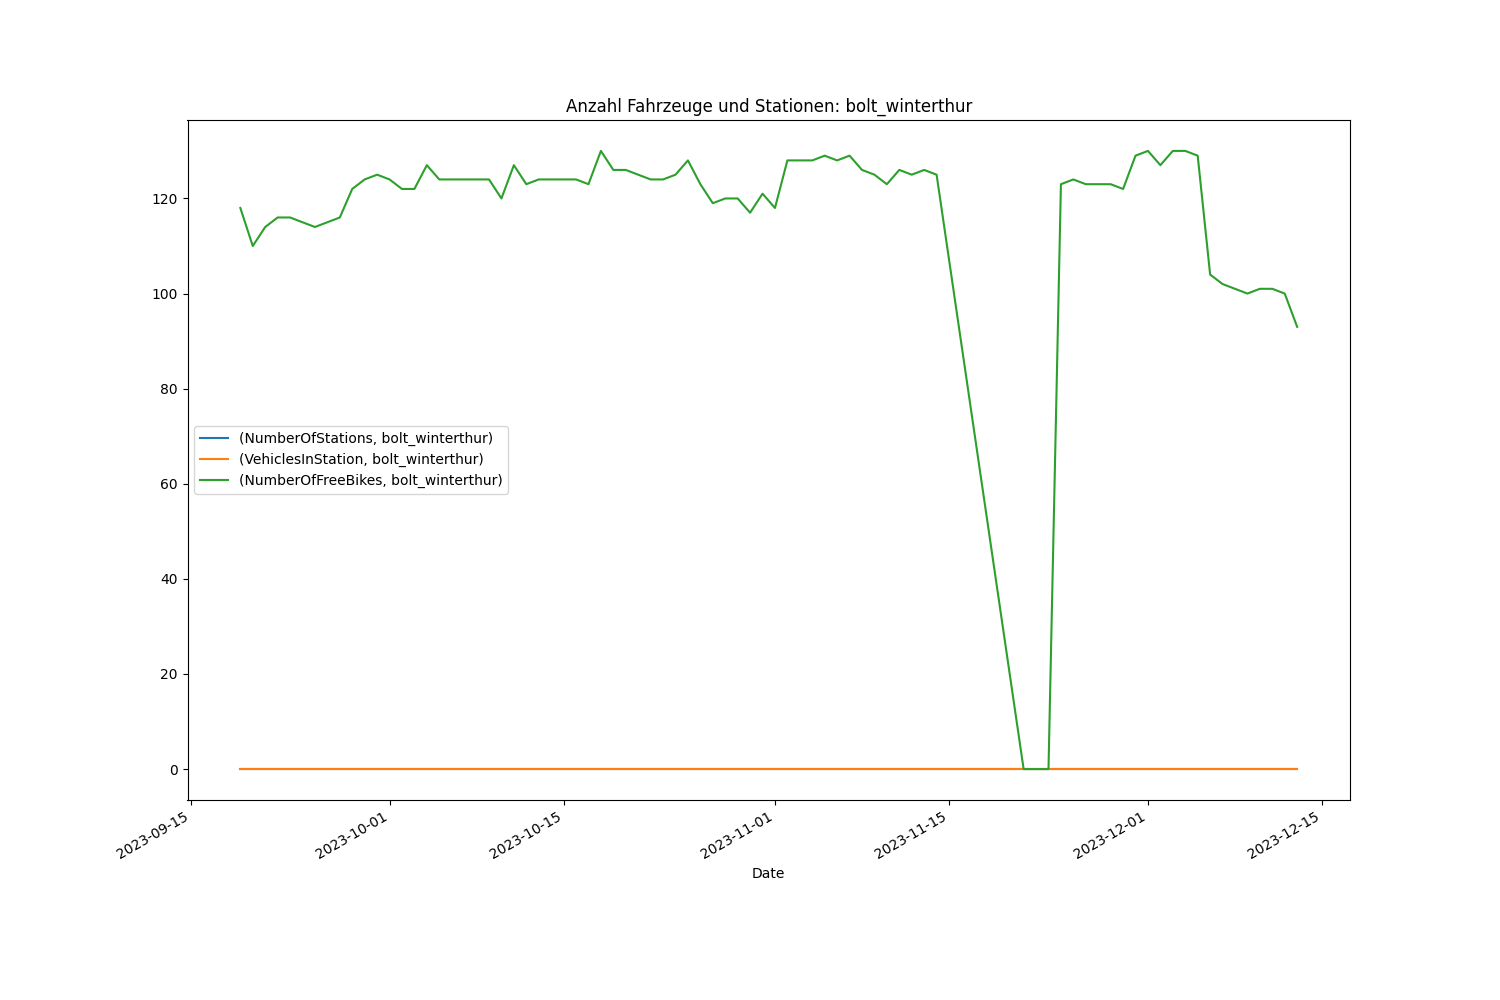 Anzahl Fahrzeuge und Stationen: bolt_winterthur
120
100
80
60
40
20
0
(NumberOfStations, bolt_winterthur)
(VehiclesInStation, bolt_winterthur)
(NumberOfFreeBikes, bolt_winterthur)
2023-09-15
2023-10-01
2023-10-15
2023-11-01
2023-11-15
2023-12-01
2023-12-15
Date